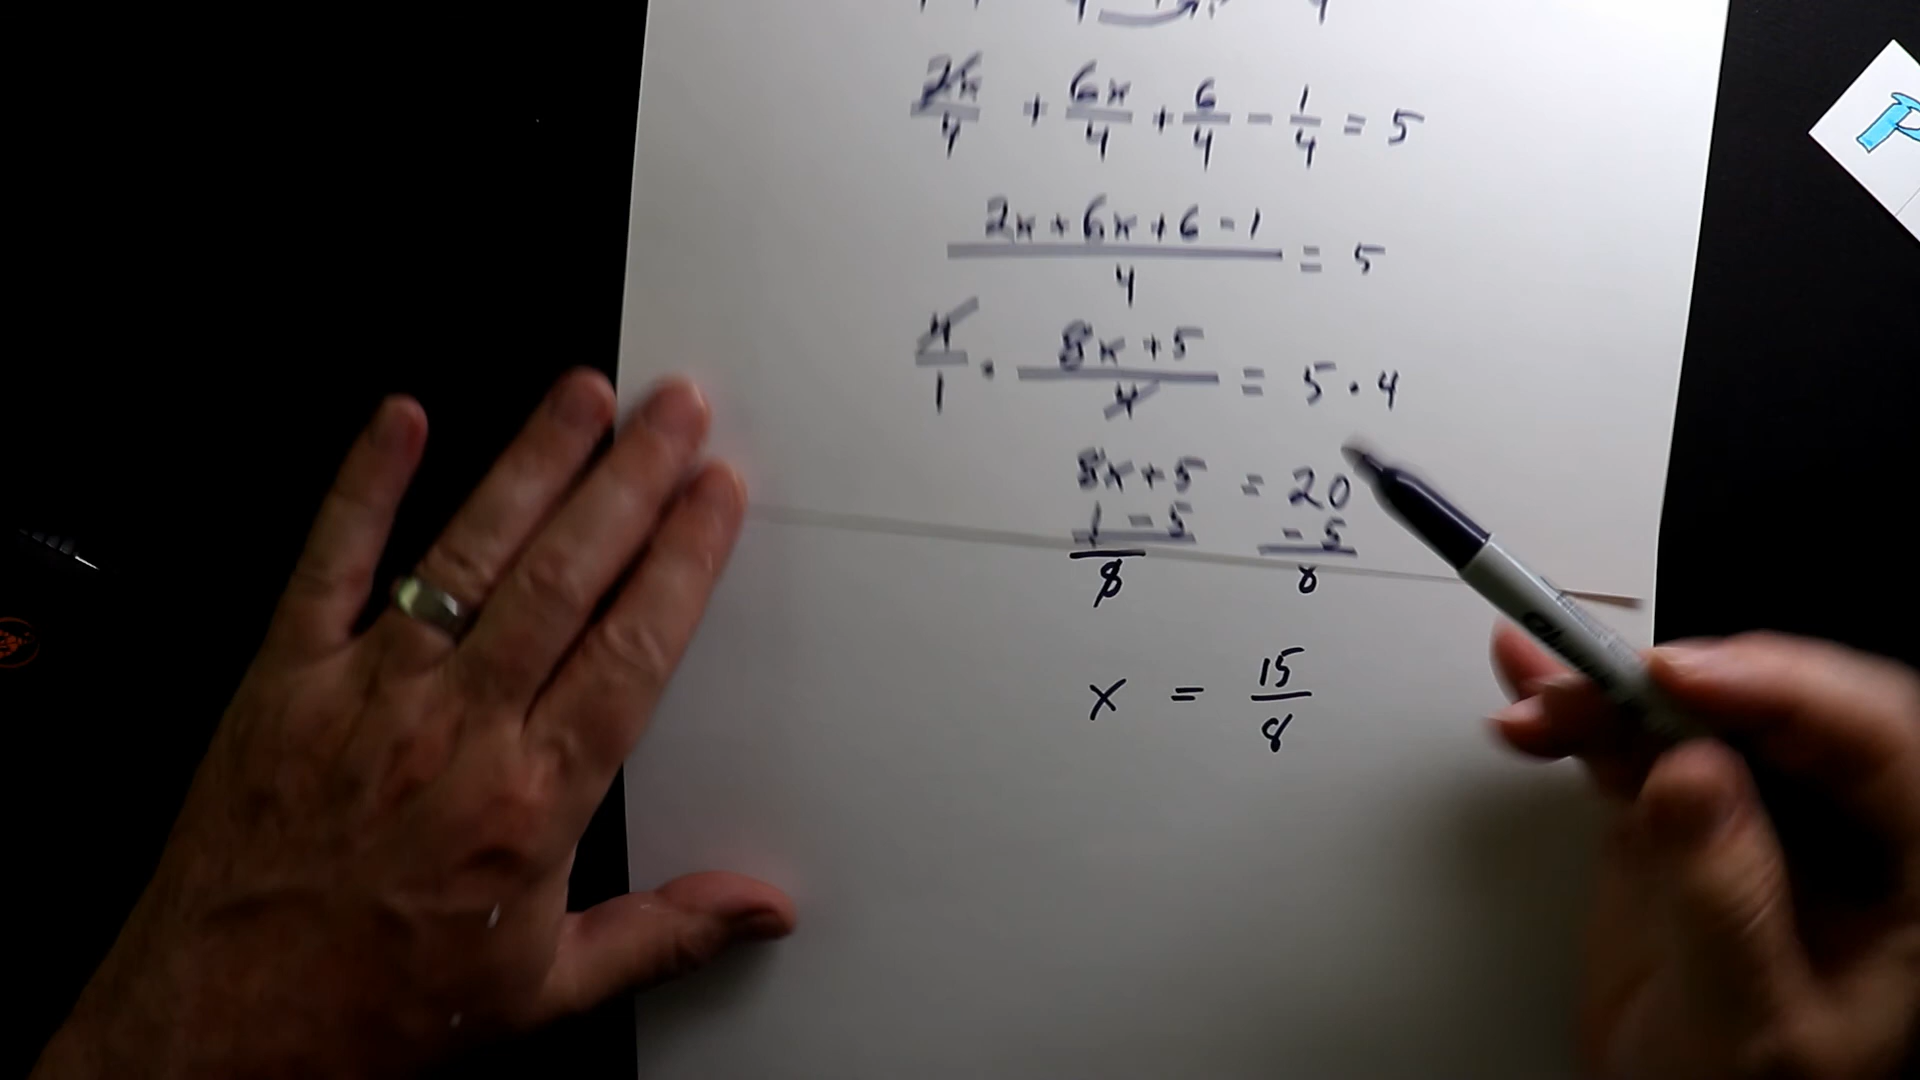 2x/4 + 6x/4 + 6/4 - 1/4 = 5
2x + 6x + 6 - 1 / 4 = 5
4/1 · 8x + 5 / 4 = 5 · 4
8x + 5 = 20
- 5 - 5
8 8
x = 15/8